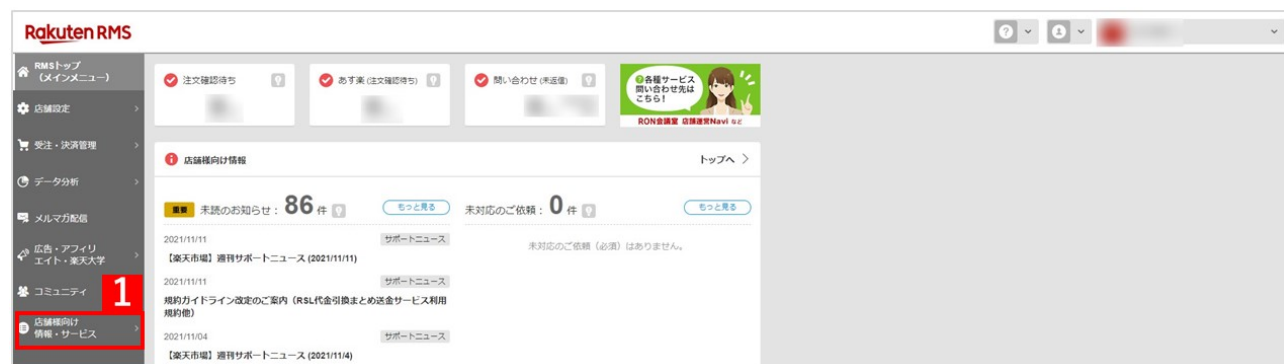 Rakuten RMS
RMSトップ
(メインメニュー)
店舗設定
受注・決済管理
データ分析
メルマガ配信
広告・アフィリ
エイト・楽天大学
コミュニティ
1
店舗様向け
情報・サービス
注文確認待ち
あす楽 (注文確認待ち)
問い合わせ (未返信)
各種サービス
問い合わせ先は
こちら!
RON会議室 店舗運営Navi など
店舗様向け情報
トップへ
重要 未読のお知らせ: 86 件 もっと見る
2021/11/11 サポートニュース
【楽天市場】週刊サポートニュース (2021/11/11)
2021/11/11 サポートニュース
規約ガイドライン改定のご案内(RSL代金引換まとめ送金サービス利用
規約他)
2021/11/04 サポートニュース
【楽天市場】週刊サポートニュース (2021/11/4)
未対応のご依頼: 0 件 もっと見る
未対応のご依頼(必須)はありません。